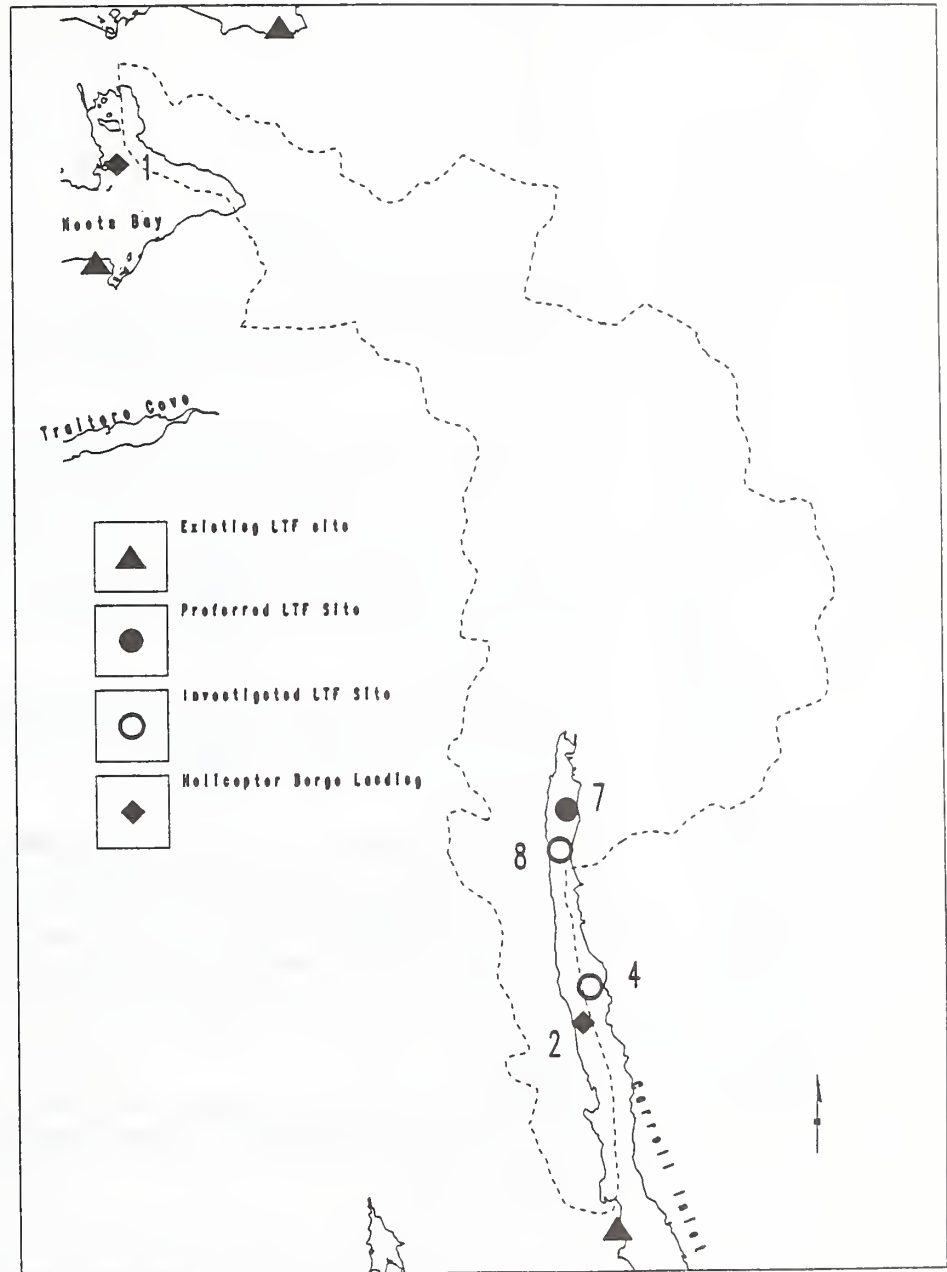 1
Neets Bay
Traitors Cove
Existing LTF site
Preferred LTF Site
Investigated LTF Site
Helicopter Barge Landing
7
8
4
2
Carroll Inlet